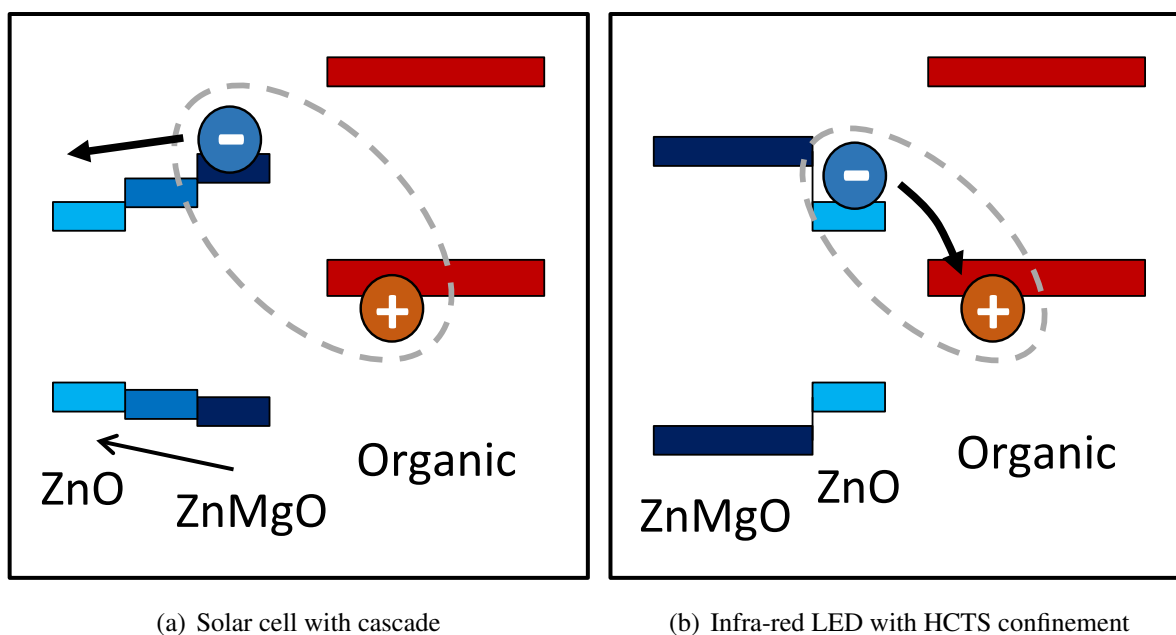 -
+
ZnO
ZnMgO
Organic
-
+
ZnMgO
ZnO
Organic
(a) Solar cell with cascade
(b) Infra-red LED with HCTS confinement